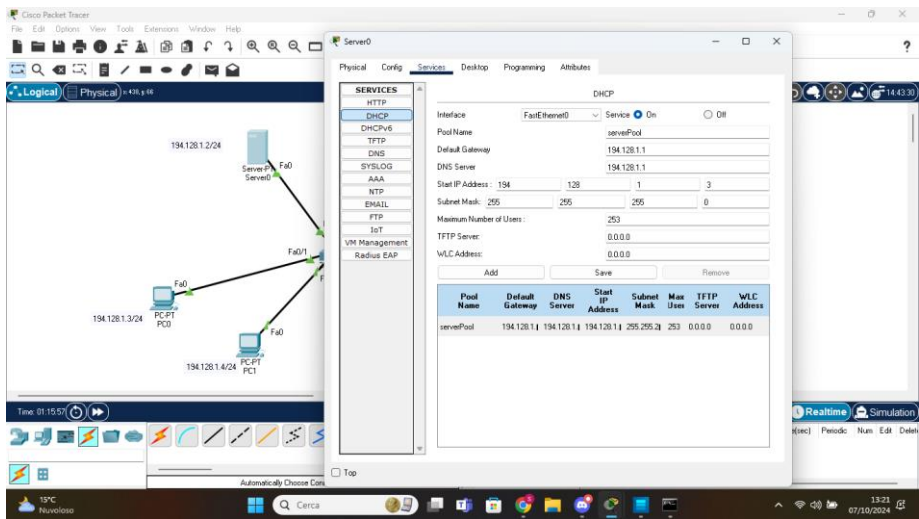 Cisco Packet Tracer
File Edit Options View Tools Extensions Window Help
?
Logical Physical x: 438, y: 66
14:43:30
194.128.1.2/24
Server-PT
Server0
Fa0
Fa0/1
Fa0
PC-PT
PC0
194.128.1.3/24
Fa0
PC-PT
PC1
194.128.1.4/24
Server0
Physical Config Services Desktop Programming Attributes
SERVICES
HTTP
DHCP
DHCPv6
TFTP
DNS
SYSLOG
AAA
NTP
EMAIL
FTP
IoT
VM Management
Radius EAP
DHCP
Interface FastEthernet0 Service On Off
Pool Name serverPool
Default Gateway 194.128.1.1
DNS Server 194.128.1.1
Start IP Address : 194 128 1 3
Subnet Mask: 255 255 255 0
Maximum Number of Users : 253
TFTP Server: 0.0.0.0
WLC Address: 0.0.0.0
Add Save Remove
Pool Name Default Gateway DNS Server Start IP Address Subnet Mask Max User TFTP Server WLC Address
serverPool 194.128.1.1 194.128.1.1 194.128.1. 255.255.2 253 0.0.0.0 0.0.0.0
Top
Time: 01:15:57
Realtime Simulation
(sec) Periodic Num Edit Delet
Automatically Choose Con
15°C
Nuvoloso
Cerca
13:21
07/10/2024